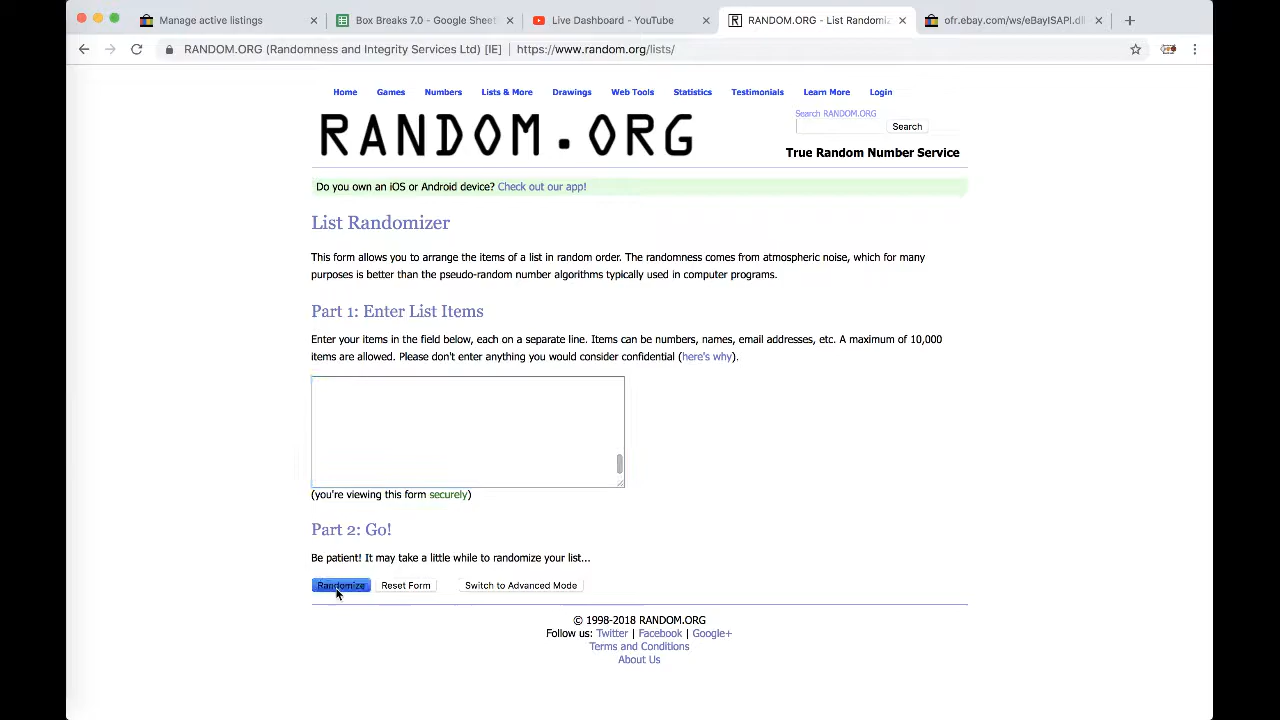 Manage active listings
Box Breaks 7.0 - Google Sheet
Live Dashboard - YouTube
RANDOM.ORG - List Randomiz
ofr.ebay.com/ws/eBayISAPI.dll
RANDOM.ORG (Randomness and Integrity Services Ltd) [IE]
https://www.random.org/lists/
Home
Games
Numbers
Lists & More
Drawings
Web Tools
Statistics
Testimonials
Learn More
Login
RANDOM.ORG
Search RANDOM.ORG
Search
True Random Number Service
Do you own an iOS or Android device? Check out our app!
List Randomizer
This form allows you to arrange the items of a list in random order. The randomness comes from atmospheric noise, which for many
purposes is better than the pseudo-random number algorithms typically used in computer programs.
Part 1: Enter List Items
Enter your items in the field below, each on a separate line. Items can be numbers, names, email addresses, etc. A maximum of 10,000
items are allowed. Please don't enter anything you would consider confidential (here's why).
(you're viewing this form securely)
Part 2: Go!
Be patient! It may take a little while to randomize your list...
Randomize
Reset Form
Switch to Advanced Mode
© 1998-2018 RANDOM.ORG
Follow us: Twitter | Facebook | Google+
Terms and Conditions
About Us